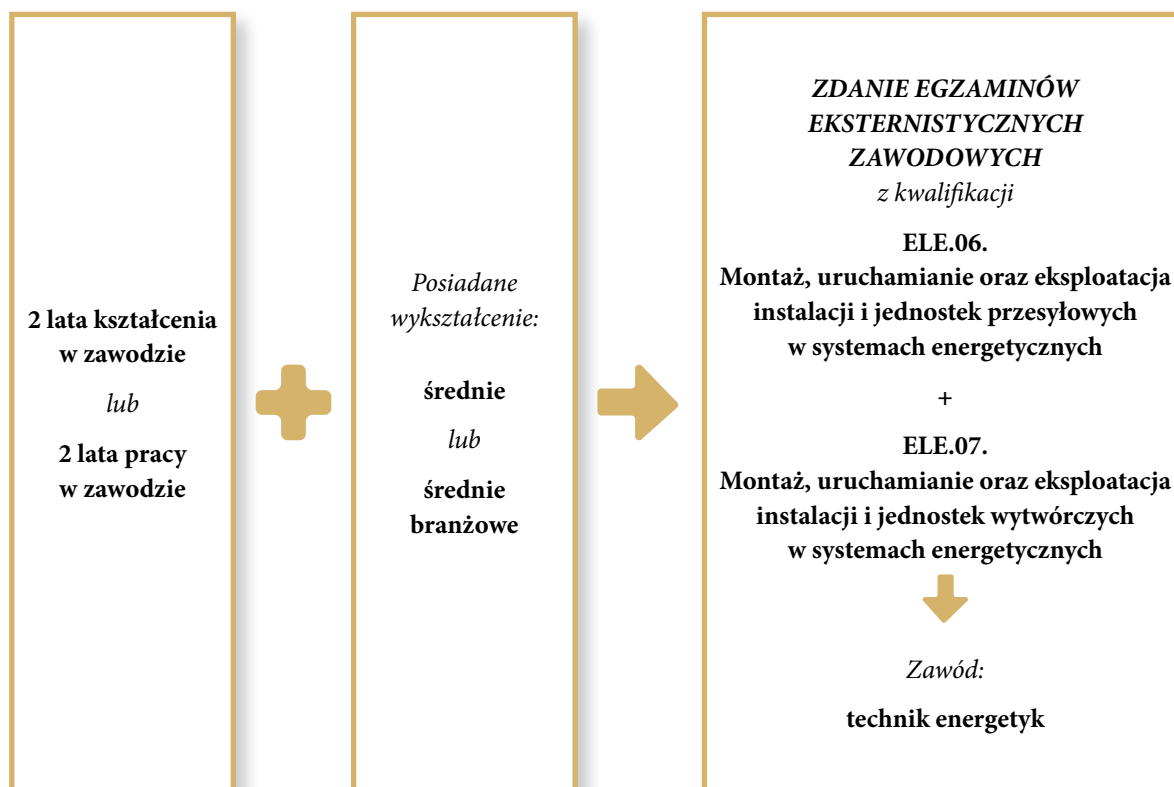 2 lata kształcenia
w zawodzie
lub
2 lata pracy
w zawodzie
Posiadane
wykształcenie:
średnie
lub
średnie
branżowe
ZDANIE EGZAMINÓW
EKSTERNISTYCZNYCH
ZAWODOWYCH
z kwalifikacji
ELE.06.
Montaż, uruchamianie oraz eksploatacja
instalacji i jednostek przesyłowych
w systemach energetycznych
+
ELE.07.
Montaż, uruchamianie oraz eksploatacja
instalacji i jednostek wytwórczych
w systemach energetycznych
Zawód:
technik energetyk